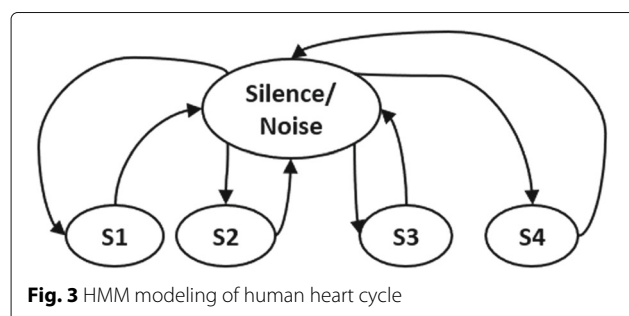 Silence/
Noise
S1 S2 S3 S4
Fig. 3 HMM modeling of human heart cycle